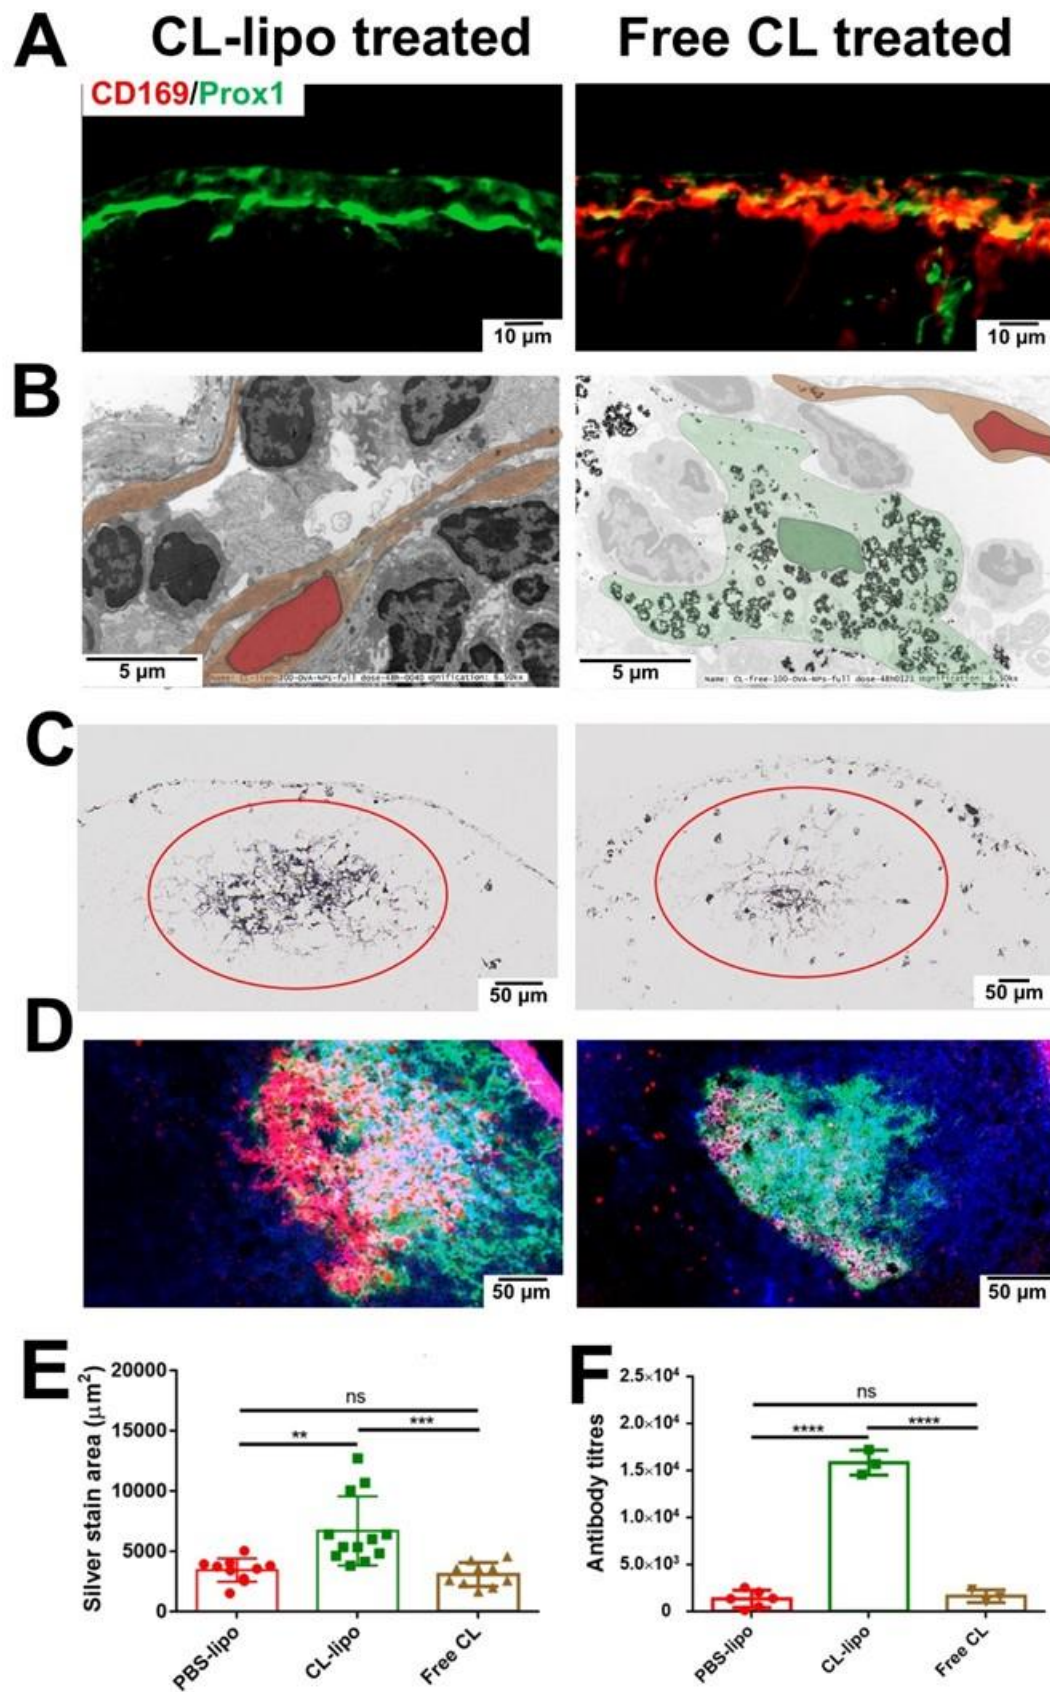 A CL-lipo treated Free CL treated
CD169/Prox1
10 µm 10 µm
B
5 µm 5 µm
C
50 µm 50 µm
D
50 µm 50 µm
E
Silver stain area (µm²)
20000
15000
10000
5000
0
ns
***
**
PBS-lipo
CL-lipo
Free CL
F
Antibody titres
2.5×10⁴
2.0×10⁴
1.5×10⁴
1.0×10⁴
5.0×10³
0
ns
****
****
PBS-lipo
CL-lipo
Free CL